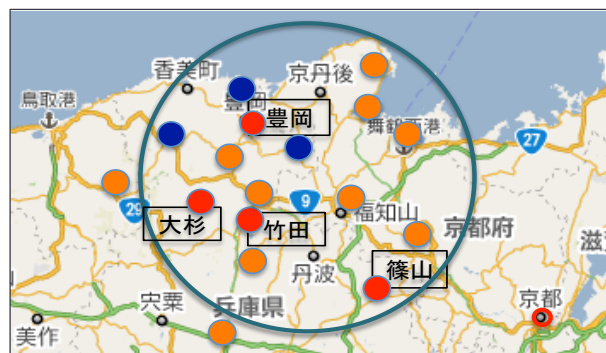 香美町
京丹後
鳥取港
豊岡
豊岡
舞鶴西港
27
29
9
大杉
竹田
福知山
京都府
滋
丹波
篠山
宍粟
兵庫県
京都
美作